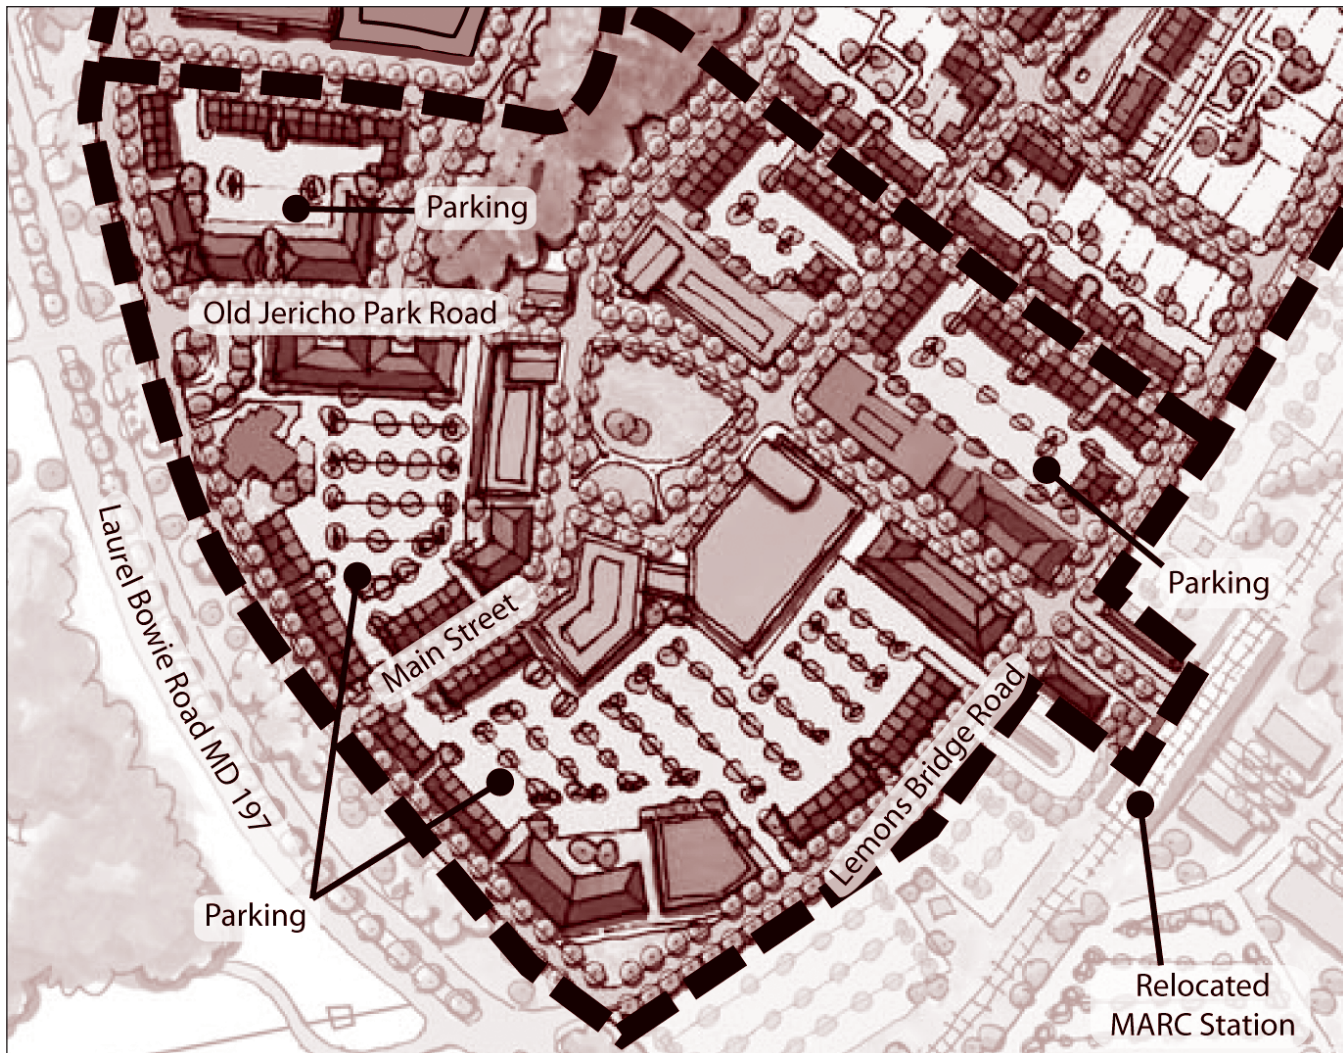 Parking
Old Jericho Park Road
Laurel Bowie Road MD 197
Main Street
Parking
Lemons Bridge Road
Parking
Relocated
MARC Station